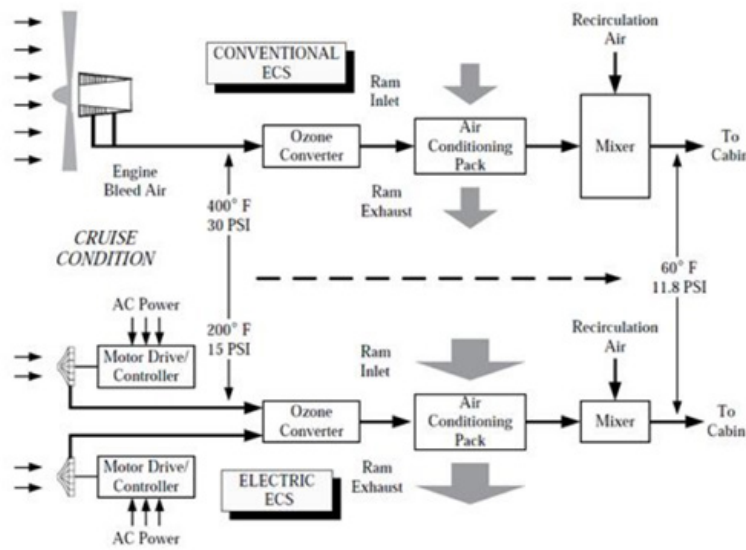 CONVENTIONAL
ECS
Recirculation
Air
Ram
Inlet
Ozone
Converter
Air
Conditioning
Pack
Mixer
To
Cabin
Engine
Bleed Air
Ram
Exhaust
400° F
30 PSI
CRUISE
CONDITION
60° F
11.8 PSI
AC Power
200° F
15 PSI
Recirculation
Air
Motor Drive/
Controller
Ram
Inlet
Ozone
Converter
Air
Conditioning
Pack
Mixer
To
Cabin
Motor Drive/
Controller
ELECTRIC
ECS
Ram
Exhaust
AC Power